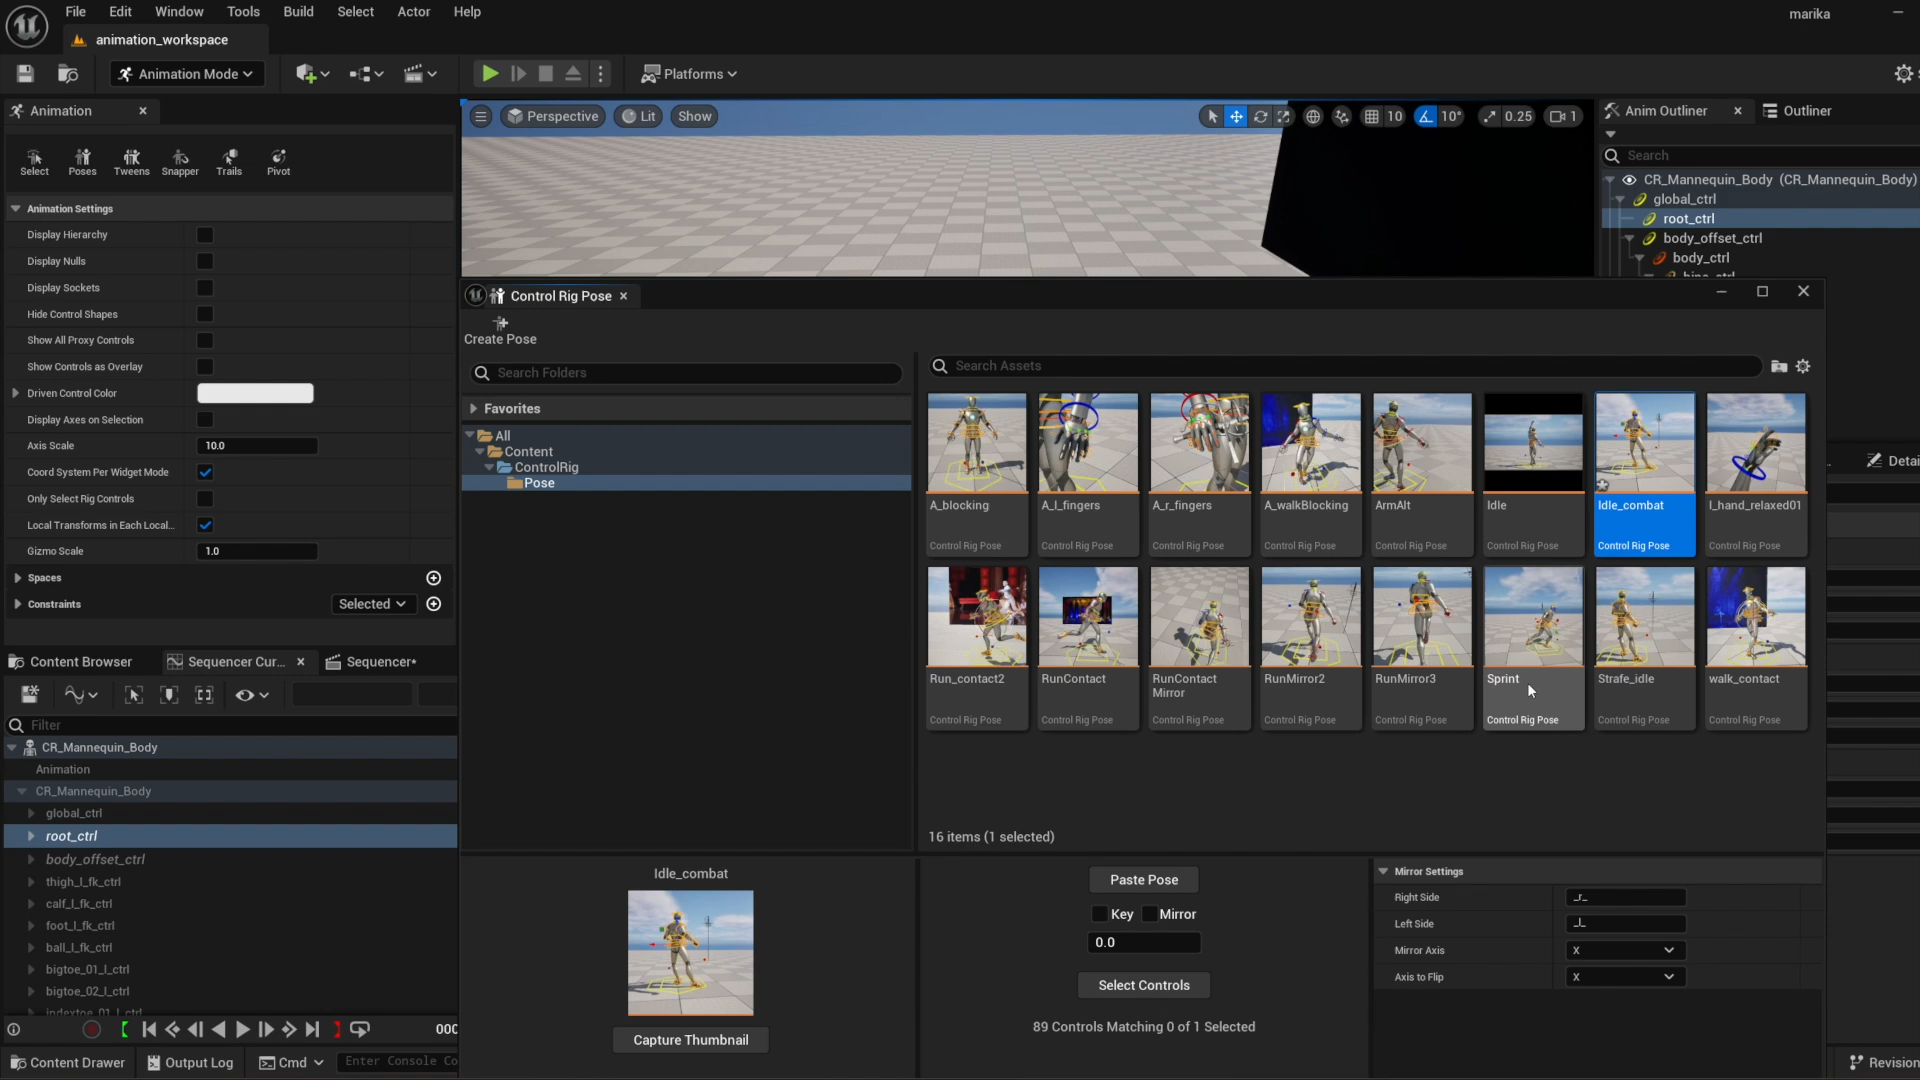 File Edit Window Tools Build Select Actor Help
marika
animation_workspace
Animation Mode
Platforms
Animation
Select Poses Tweens Snapper Trails Pivot
Animation Settings
Display Hierarchy
Display Nulls
Display Sockets
Hide Control Shapes
Show All Proxy Controls
Show Controls as Overlay
Driven Control Color
Display Axes on Selection
Axis Scale 10.0
Coord System Per Widget Mode
Only Select Rig Controls
Local Transforms in Each Local...
Gizmo Scale 1.0
Spaces
Constraints Selected
Perspective Lit Show
10 10° 0.25 1
Anim Outliner Outliner
Search
CR_Mannequin_Body (CR_Mannequin_Body)
global_ctrl
root_ctrl
body_offset_ctrl
body_ctrl
Control Rig Pose
Create Pose
Search Folders
Favorites
All
Content
ControlRig
Pose
Search Assets
A_blocking A_l_fingers A_r_fingers A_walkBlocking ArmAlt Idle Idle_combat l_hand_relaxed01
Control Rig Pose Control Rig Pose Control Rig Pose Control Rig Pose Control Rig Pose Control Rig Pose Control Rig Pose Control Rig Pose
Run_contact2 RunContact RunContact RunMirror2 RunMirror3 Sprint Strafe_idle walk_contact
Mirror
Control Rig Pose Control Rig Pose Control Rig Pose Control Rig Pose Control Rig Pose Control Rig Pose Control Rig Pose Control Rig Pose
16 items (1 selected)
Idle_combat
Capture Thumbnail
Paste Pose
Key Mirror
0.0
Select Controls
89 Controls Matching 0 of 1 Selected
Mirror Settings
Right Side _r_
Left Side _l_
Mirror Axis X
Axis to Flip X
Detai
Content Browser Sequencer Cur... Sequencer*
Filter
CR_Mannequin_Body
Animation
CR_Mannequin_Body
global_ctrl
root_ctrl
body_offset_ctrl
thigh_l_fk_ctrl
calf_l_fk_ctrl
foot_l_fk_ctrl
ball_l_fk_ctrl
bigtoe_01_l_ctrl
bigtoe_02_l_ctrl
indextoe_01_l_ctrl
000
Content Drawer Output Log Cmd Enter Console Co
Revision